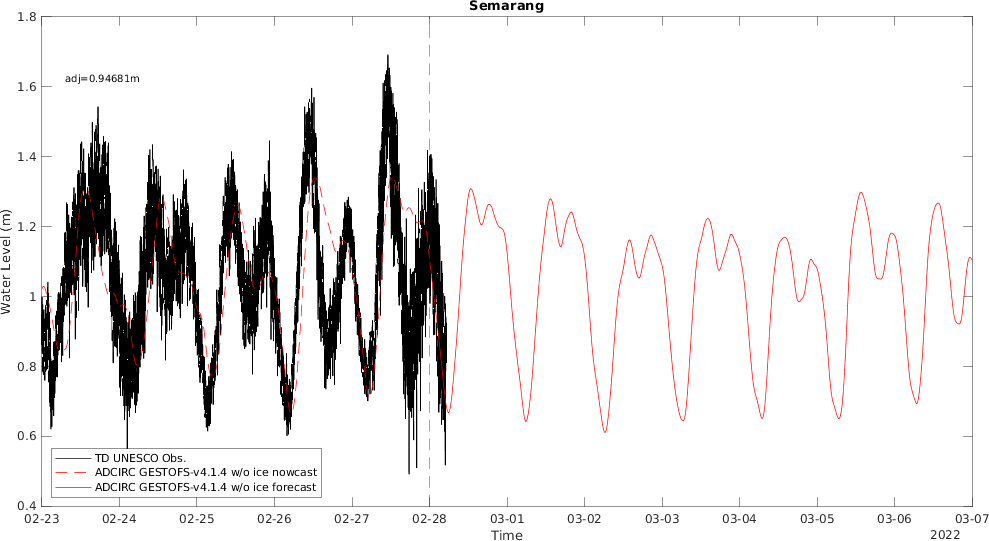 Semarang
1.8
1.6
1.4
1.2
1
0.8
0.6
0.4
Water Level (m)
adj=0.94681m
TD UNESCO Obs.
ADCIRC GESTOFS-v4.1.4 w/o ice nowcast
ADCIRC GESTOFS-v4.1.4 w/o ice forecast
02-23 02-24 02-25 02-26 02-27 02-28 03-01 03-02 03-03 03-04 03-05 03-06 03-07
Time
2022